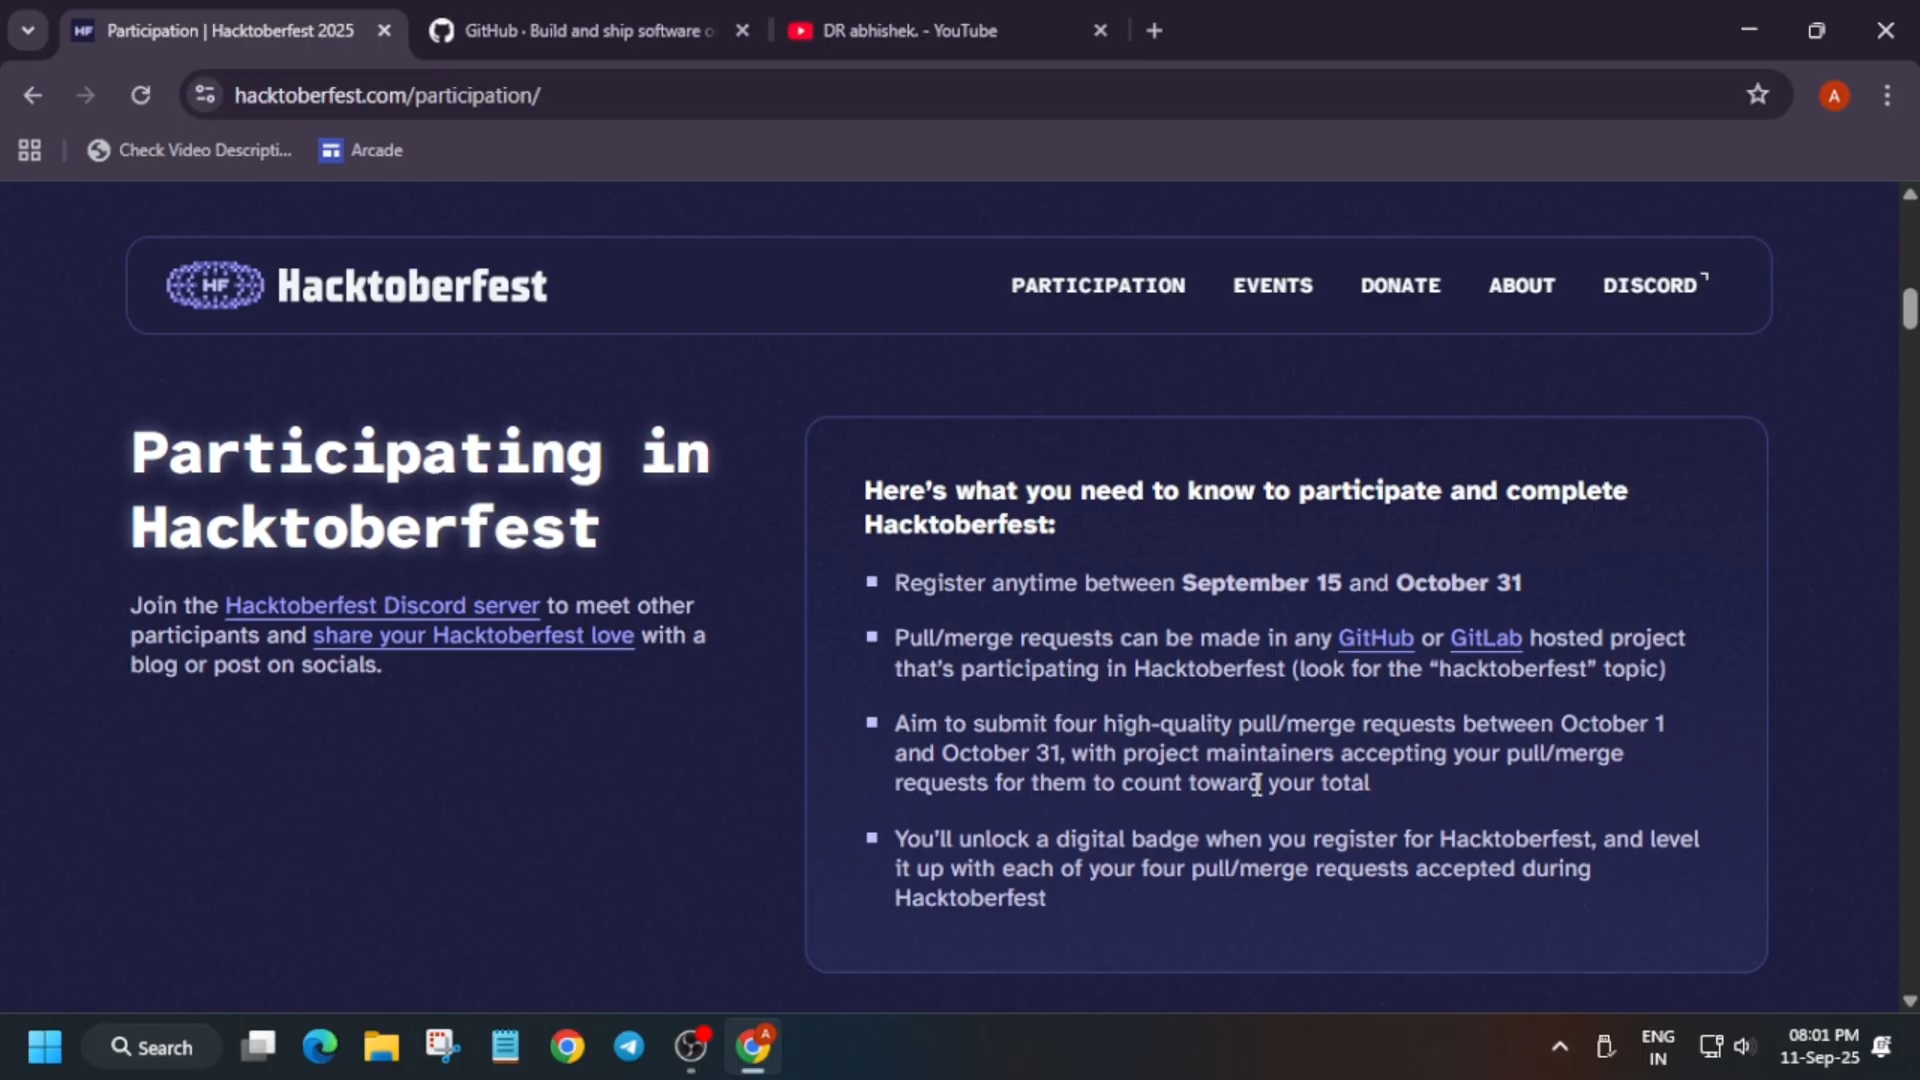 Participation | Hacktoberfest 2025
GitHub · Build and ship software o
DR abhishek. - YouTube
hacktoberfest.com/participation/
A
Check Video Descripti...
Arcade
HF
Hacktoberfest
PARTICIPATION
EVENTS
DONATE
ABOUT
DISCORD
Participating in
Hacktoberfest
Join the Hacktoberfest Discord server to meet other
participants and share your Hacktoberfest love with a
blog or post on socials.
Here’s what you need to know to participate and complete
Hacktoberfest:
Register anytime between September 15 and October 31
Pull/merge requests can be made in any GitHub or GitLab hosted project
that’s participating in Hacktoberfest (look for the “hacktoberfest” topic)
Aim to submit four high-quality pull/merge requests between October 1
and October 31, with project maintainers accepting your pull/merge
requests for them to count toward your total
You’ll unlock a digital badge when you register for Hacktoberfest, and level
it up with each of your four pull/merge requests accepted during
Hacktoberfest
Search
A
ENG
IN
08:01 PM
11-Sep-25